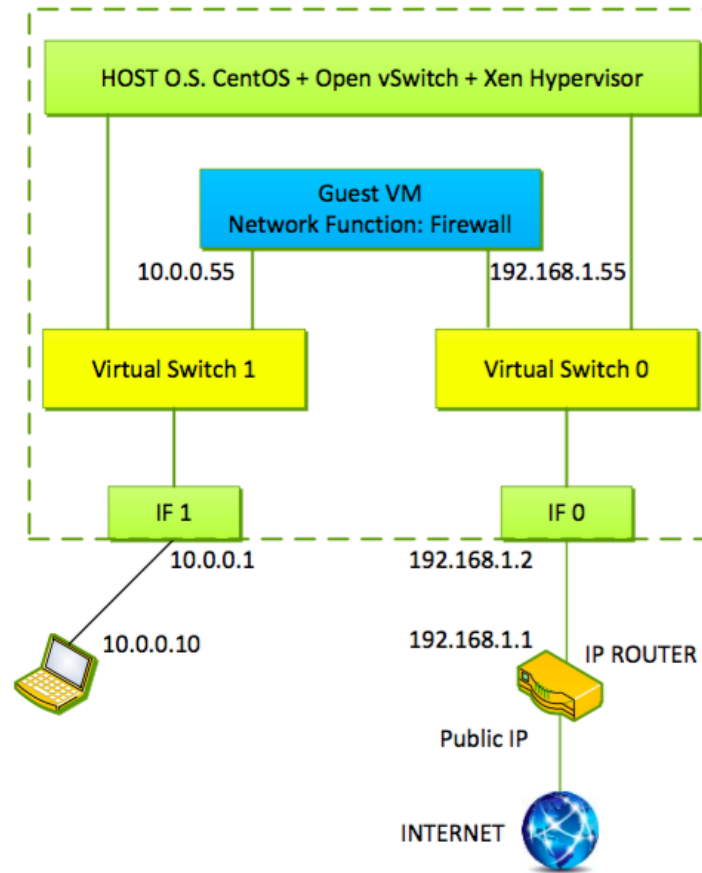 HOST O.S. CentOS + Open vSwitch + Xen Hypervisor
Guest VM
Network Function: Firewall
10.0.0.55
192.168.1.55
Virtual Switch 1
Virtual Switch 0
IF 1
IF 0
10.0.0.1
192.168.1.2
10.0.0.10
192.168.1.1
IP ROUTER
Public IP
INTERNET